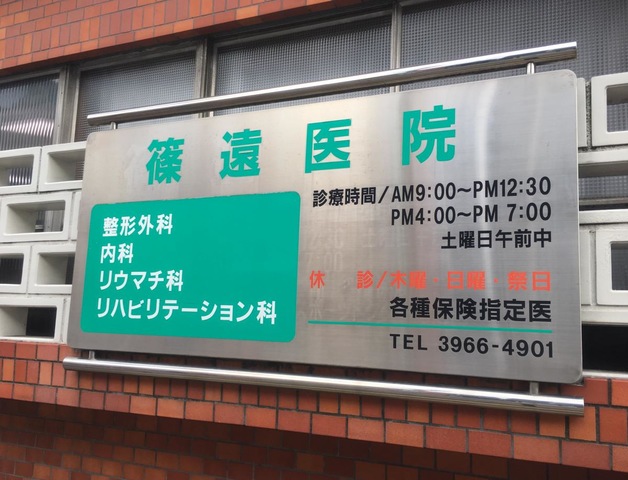 篠遠医院
整形外科
内科
リウマチ科
リハビリテーション科
診療時間/AM9:00〜PM12:30
PM4:00〜PM 7:00
土曜日午前中
休 診/木曜・日曜・祭日
各種保険指定医
TEL 3966-4901